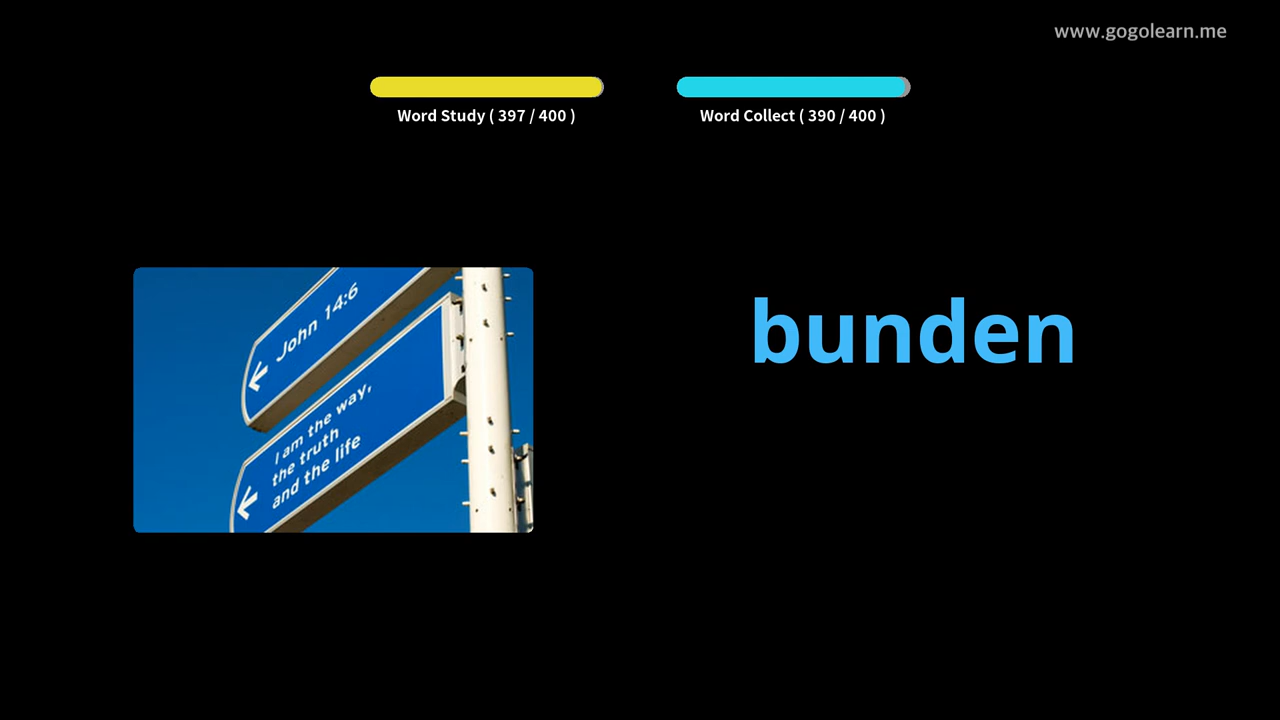 www.gogolearn.me
Word Study ( 397 / 400 )
Word Collect ( 390 / 400 )
John 14:6
I am the way,
the truth
and the life
bunden